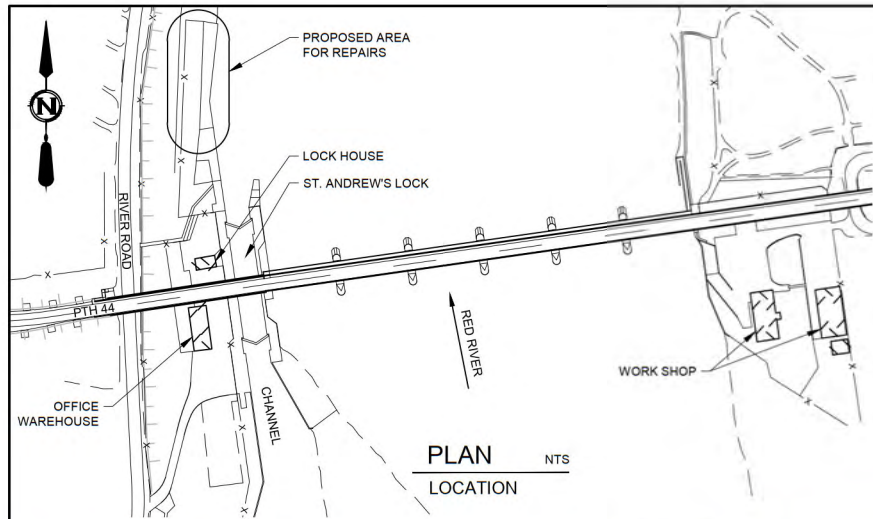 PROPOSED AREA
FOR REPAIRS
N
LOCK HOUSE
ST. ANDREW'S LOCK
RIVER ROAD
PTH 44
RED RIVER
WORK SHOP
OFFICE
WAREHOUSE
CHANNEL
PLAN NTS
LOCATION